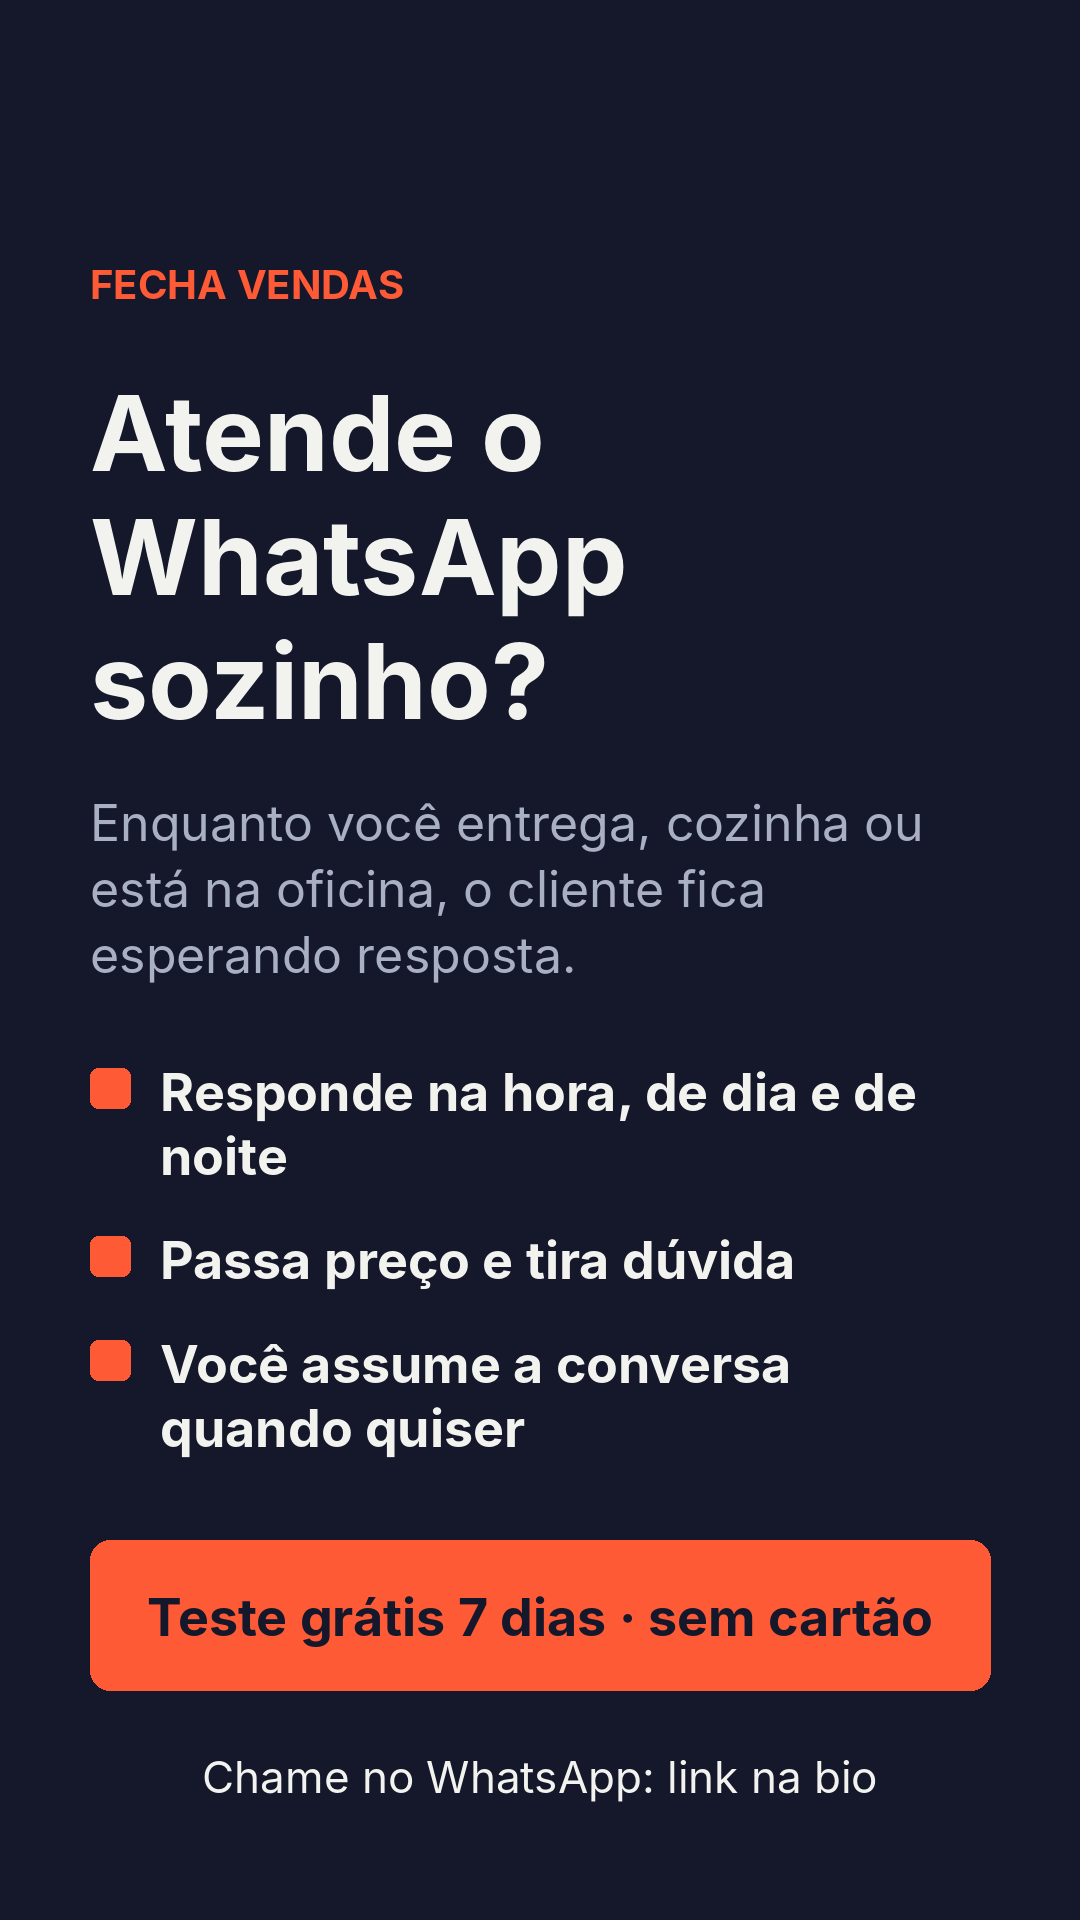 FECHA VENDAS
Atende o
WhatsApp
sozinho?
Enquanto você entrega, cozinha ou
está na oficina, o cliente fica
esperando resposta.
Responde na hora, de dia e de
noite
Passa preço e tira dúvida
Você assume a conversa
quando quiser
Teste grátis 7 dias · sem cartão
Chame no WhatsApp: link na bio